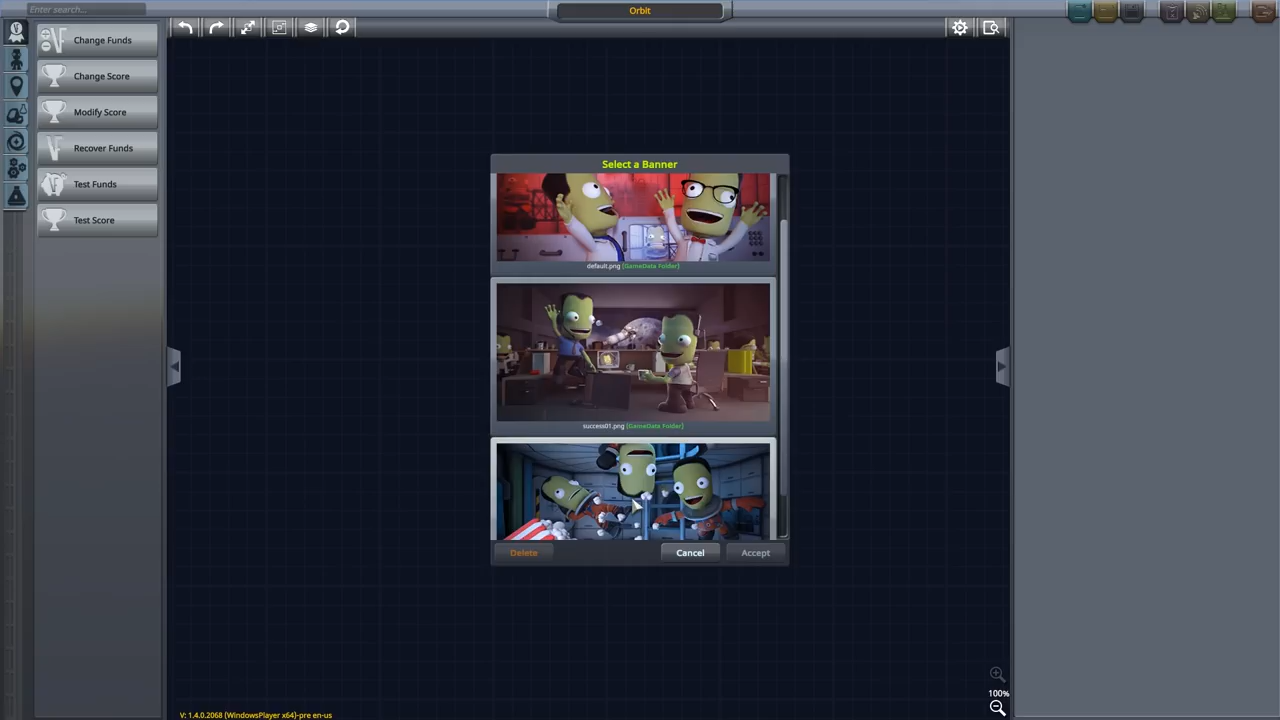 Enter search...
Orbit
Change Funds
Change Score
Modify Score
Recover Funds
Test Funds
Test Score
Select a Banner
default.png [GameData Folder]
success01.png [GameData Folder]
Delete
Cancel
Accept
100%
V: 1.4.0.2068 [WindowsPlayer x64]-pre en-us